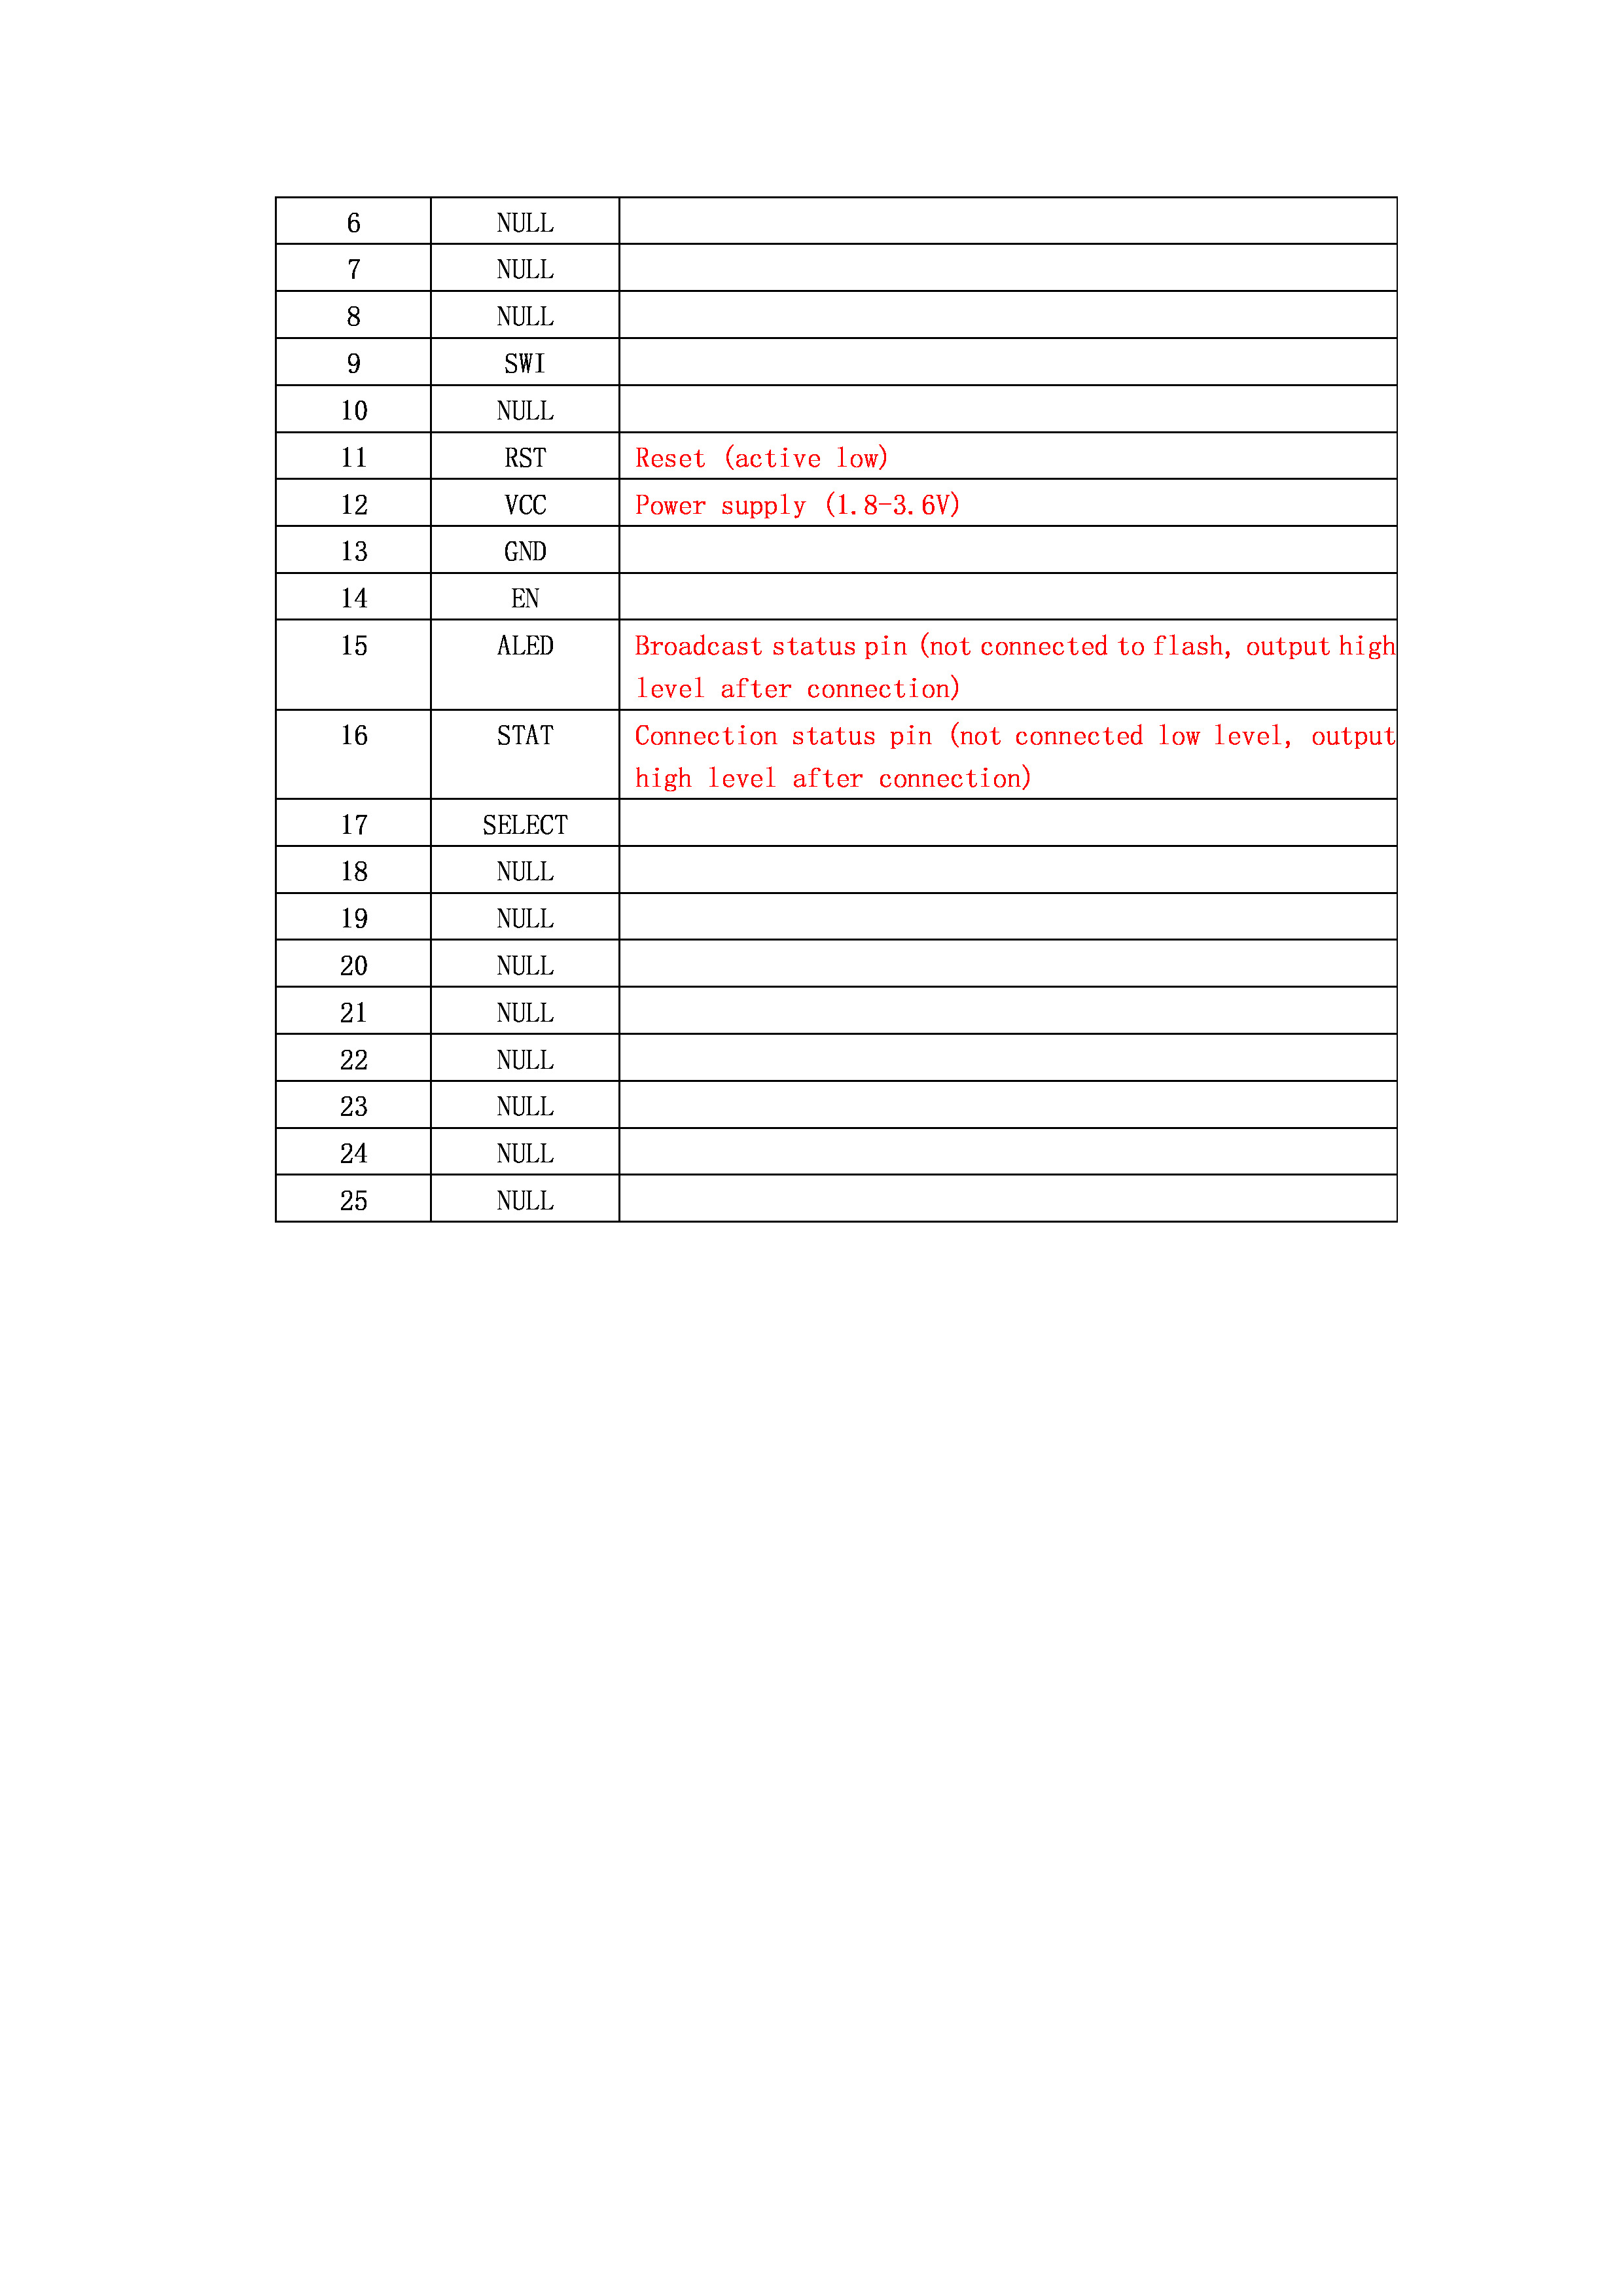 6 NULL
7 NULL
8 NULL
9 SWI
10 NULL
11 RST Reset (active low)
12 VCC Power supply (1.8-3.6V)
13 GND
14 EN
15 ALED Broadcast status pin (not connected to flash, output high
level after connection)
16 STAT Connection status pin (not connected low level, output
high level after connection)
17 SELECT
18 NULL
19 NULL
20 NULL
21 NULL
22 NULL
23 NULL
24 NULL
25 NULL